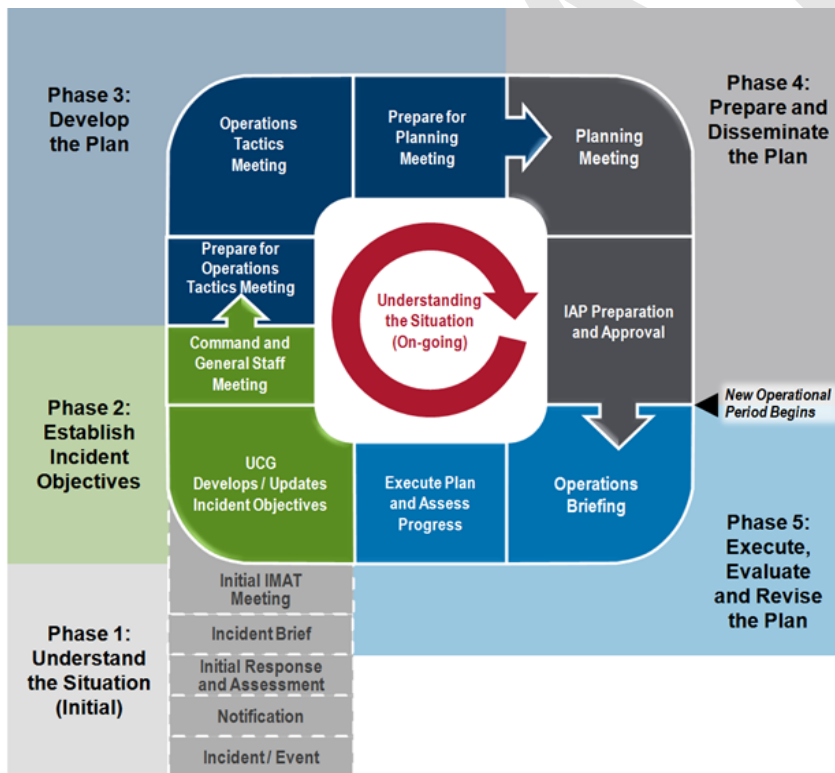 Phase 3:
Develop
the Plan
Operations
Tactics
Meeting
Prepare for
Planning
Meeting
Planning
Meeting
Phase 4:
Prepare and
Disseminate
the Plan
Prepare for
Operations
Tactics Meeting
Understanding
the Situation
(On-going)
IAP Preparation
and Approval
Command and
General Staff
Meeting
New Operational
Period Begins
Phase 2:
Establish
Incident
Objectives
UCG
Develops / Updates
Incident Objectives
Execute Plan
and Assess
Progress
Operations
Briefing
Phase 5:
Execute,
Evaluate
and Revise
the Plan
Phase 1:
Understand
the Situation
(Initial)
Initial IMAT
Meeting
Incident Brief
Initial Response
and Assessment
Notification
Incident / Event